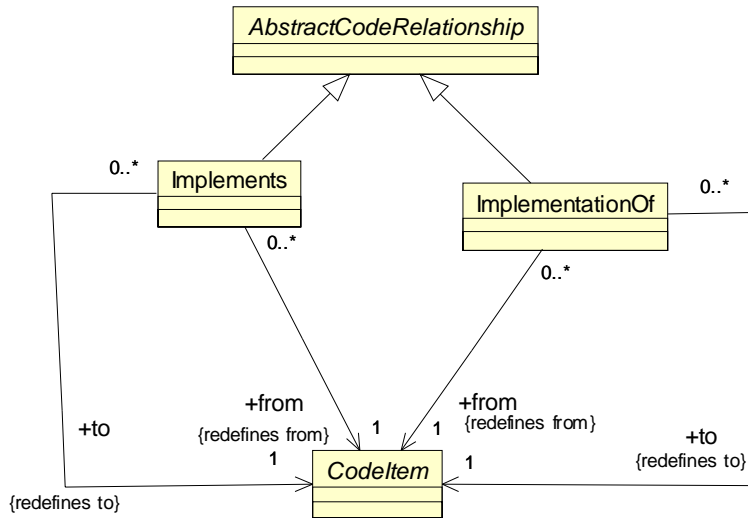 AbstractCodeRelationship
0..*
Implements
0..*
ImplementationOf
0..*
0..*
+from
{redefines from}
1
+from
{redefines from}
1
+to
{redefines to}
1
CodeItem
1
+to
{redefines to}